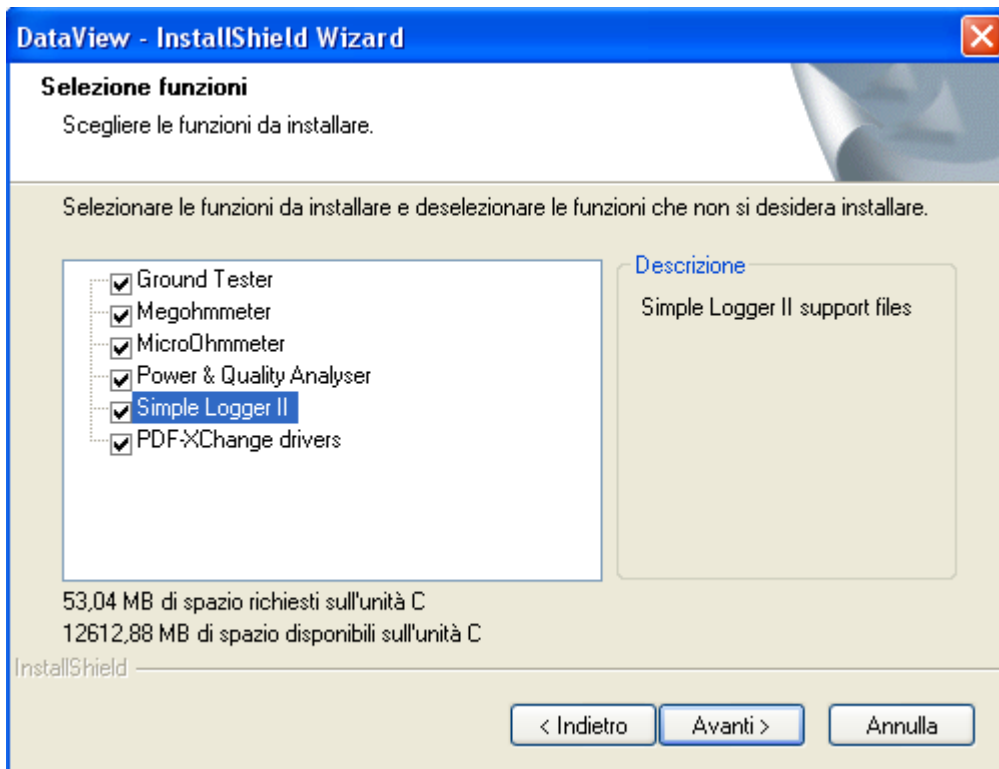 DataView - InstallShield Wizard
Selezione funzioni
Scegliere le funzioni da installare.
Selezionare le funzioni da installare e deselezionare le funzioni che non si desidera installare.
Ground Tester
Megohmmeter
MicroOhmmeter
Power & Quality Analyser
Simple Logger II
PDF-XChange drivers
Descrizione
Simple Logger II support files
53,04 MB di spazio richiesti sull'unità C
12612,88 MB di spazio disponibili sull'unità C
InstallShield
< Indietro
Avanti >
Annulla